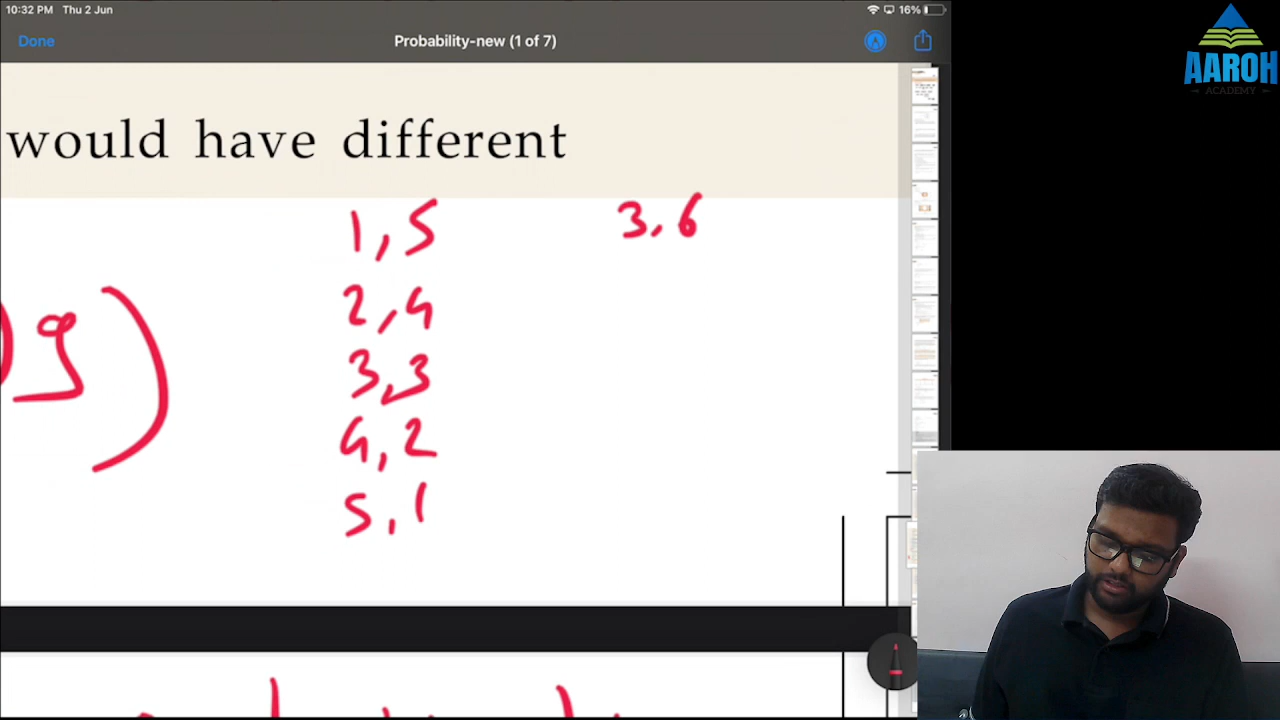 10:32 PM Thu 2 Jun
16%
Done
Probability-new (1 of 7)
AAROH
ACADEMY
would have different
1,5
3,6
2,4
3,3
4,2
5,1